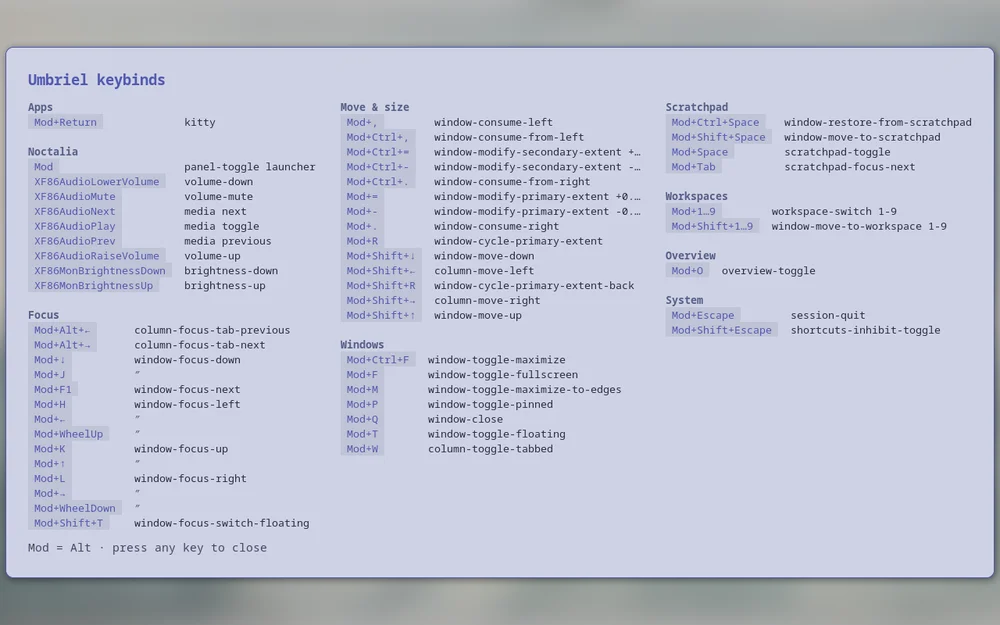 Umbriel keybinds
Apps
Mod+Return kitty
Noctalia
Mod panel-toggle launcher
XF86AudioLowerVolume volume-down
XF86AudioMute volume-mute
XF86AudioNext media next
XF86AudioPlay media toggle
XF86AudioPrev media previous
XF86AudioRaiseVolume volume-up
XF86MonBrightnessDown brightness-down
XF86MonBrightnessUp brightness-up
Focus
Mod+Alt+← column-focus-tab-previous
Mod+Alt+→ column-focus-tab-next
Mod+↓ window-focus-down
Mod+J ″
Mod+F1 window-focus-next
Mod+H window-focus-left
Mod+← ″
Mod+WheelUp ″
Mod+K window-focus-up
Mod+↑ ″
Mod+L window-focus-right
Mod+→ ″
Mod+WheelDown ″
Mod+Shift+T window-focus-switch-floating
Move & size
Mod+, window-consume-left
Mod+Ctrl+, window-consume-from-left
Mod+Ctrl+= window-modify-secondary-extent +…
Mod+Ctrl+- window-modify-secondary-extent -…
Mod+Ctrl+. window-consume-from-right
Mod+= window-modify-primary-extent +0.…
Mod+- window-modify-primary-extent -0.…
Mod+. window-consume-right
Mod+R window-cycle-primary-extent
Mod+Shift+↓ window-move-down
Mod+Shift+← column-move-left
Mod+Shift+R window-cycle-primary-extent-back
Mod+Shift+→ column-move-right
Mod+Shift+↑ window-move-up
Windows
Mod+Ctrl+F window-toggle-maximize
Mod+F window-toggle-fullscreen
Mod+M window-toggle-maximize-to-edges
Mod+P window-toggle-pinned
Mod+Q window-close
Mod+T window-toggle-floating
Mod+W column-toggle-tabbed
Scratchpad
Mod+Ctrl+Space window-restore-from-scratchpad
Mod+Shift+Space window-move-to-scratchpad
Mod+Space scratchpad-toggle
Mod+Tab scratchpad-focus-next
Workspaces
Mod+1…9 workspace-switch 1-9
Mod+Shift+1…9 window-move-to-workspace 1-9
Overview
Mod+O overview-toggle
System
Mod+Escape session-quit
Mod+Shift+Escape shortcuts-inhibit-toggle
Mod = Alt · press any key to close